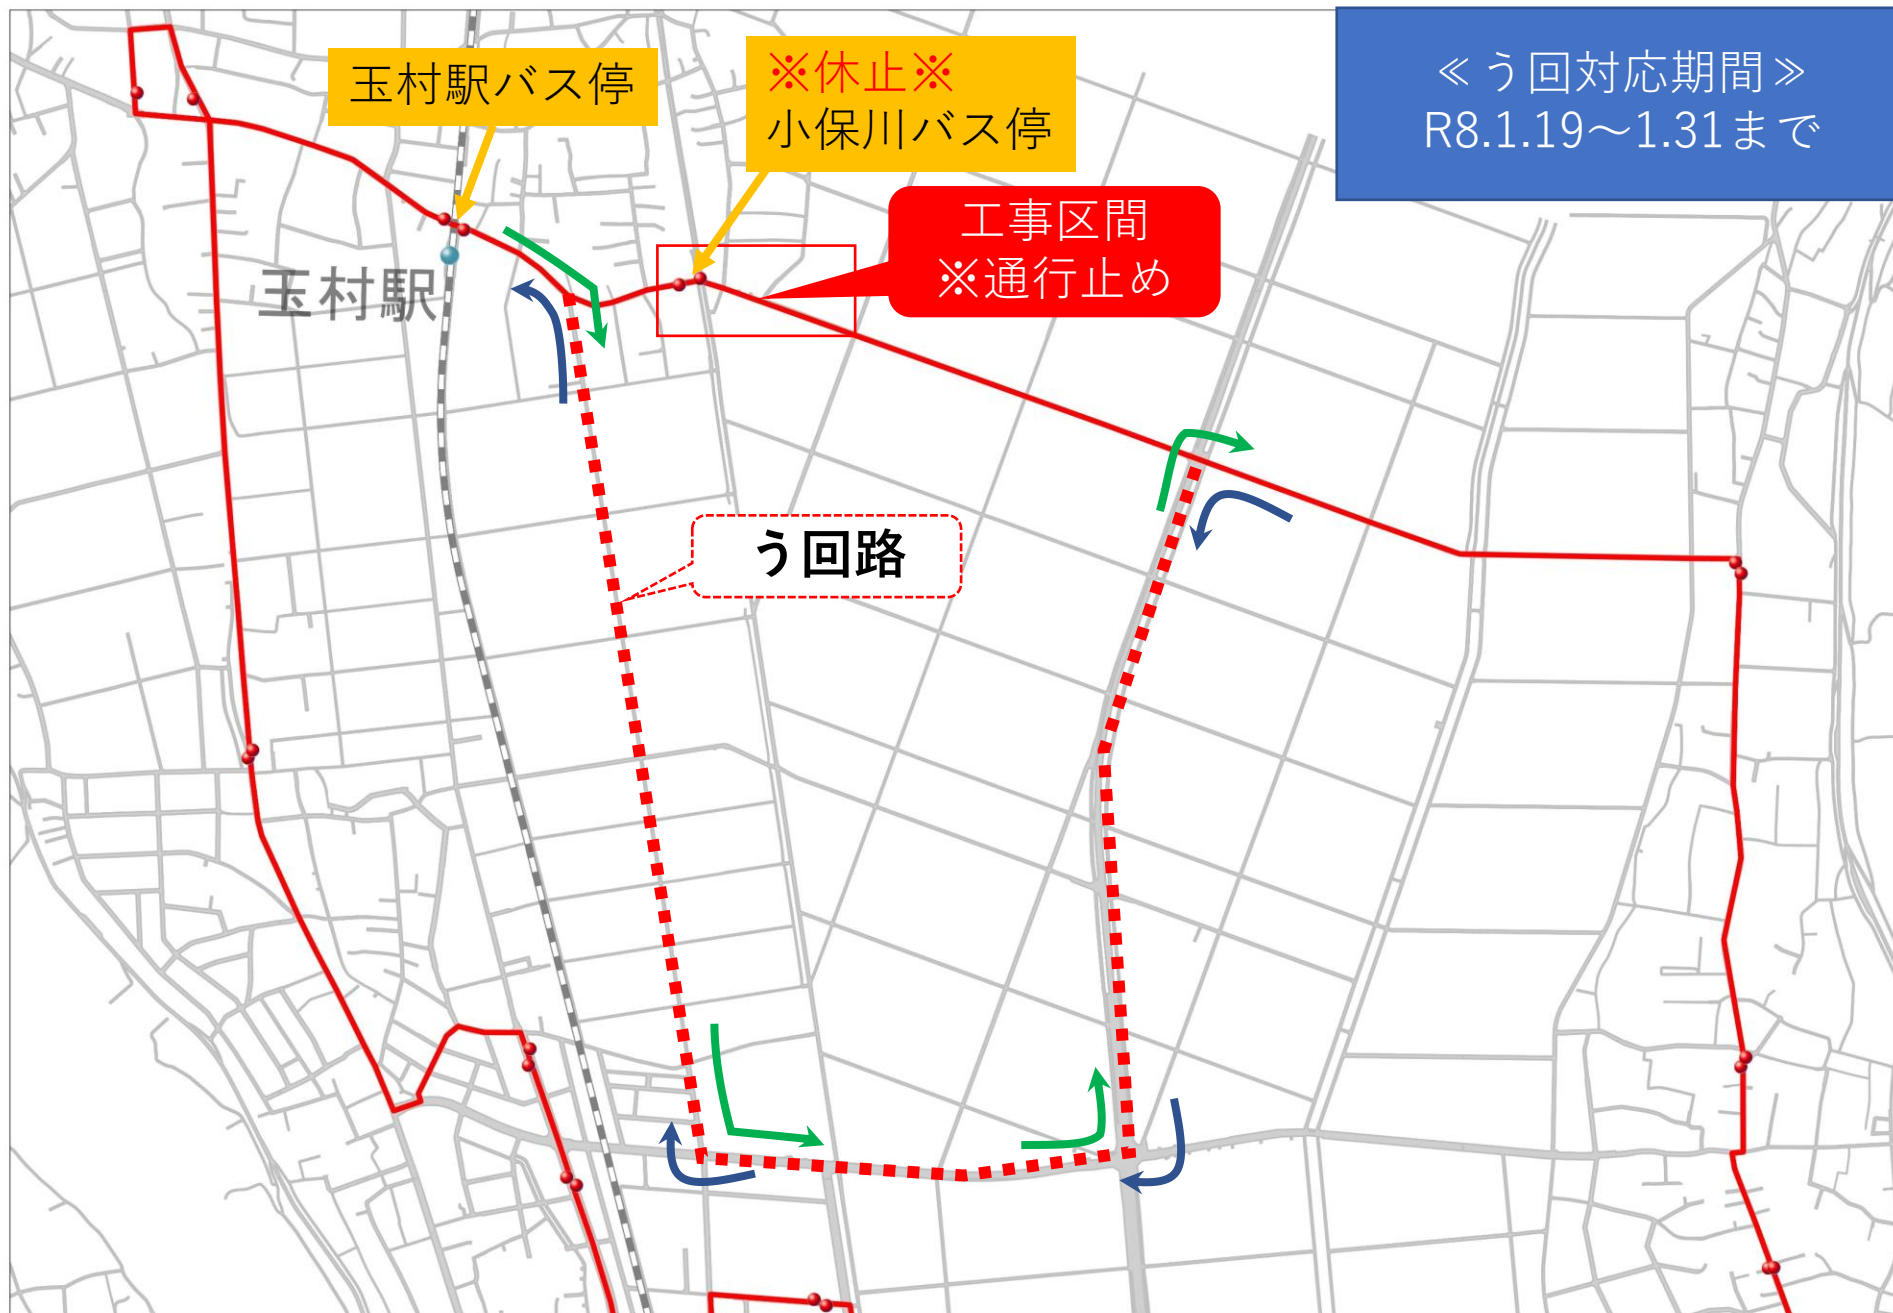 玉村駅バス停
※休止※
小保川バス停
≪う回対応期間≫
R8.1.19～1.31まで
工事区間
※通行止め
玉村駅
う回路